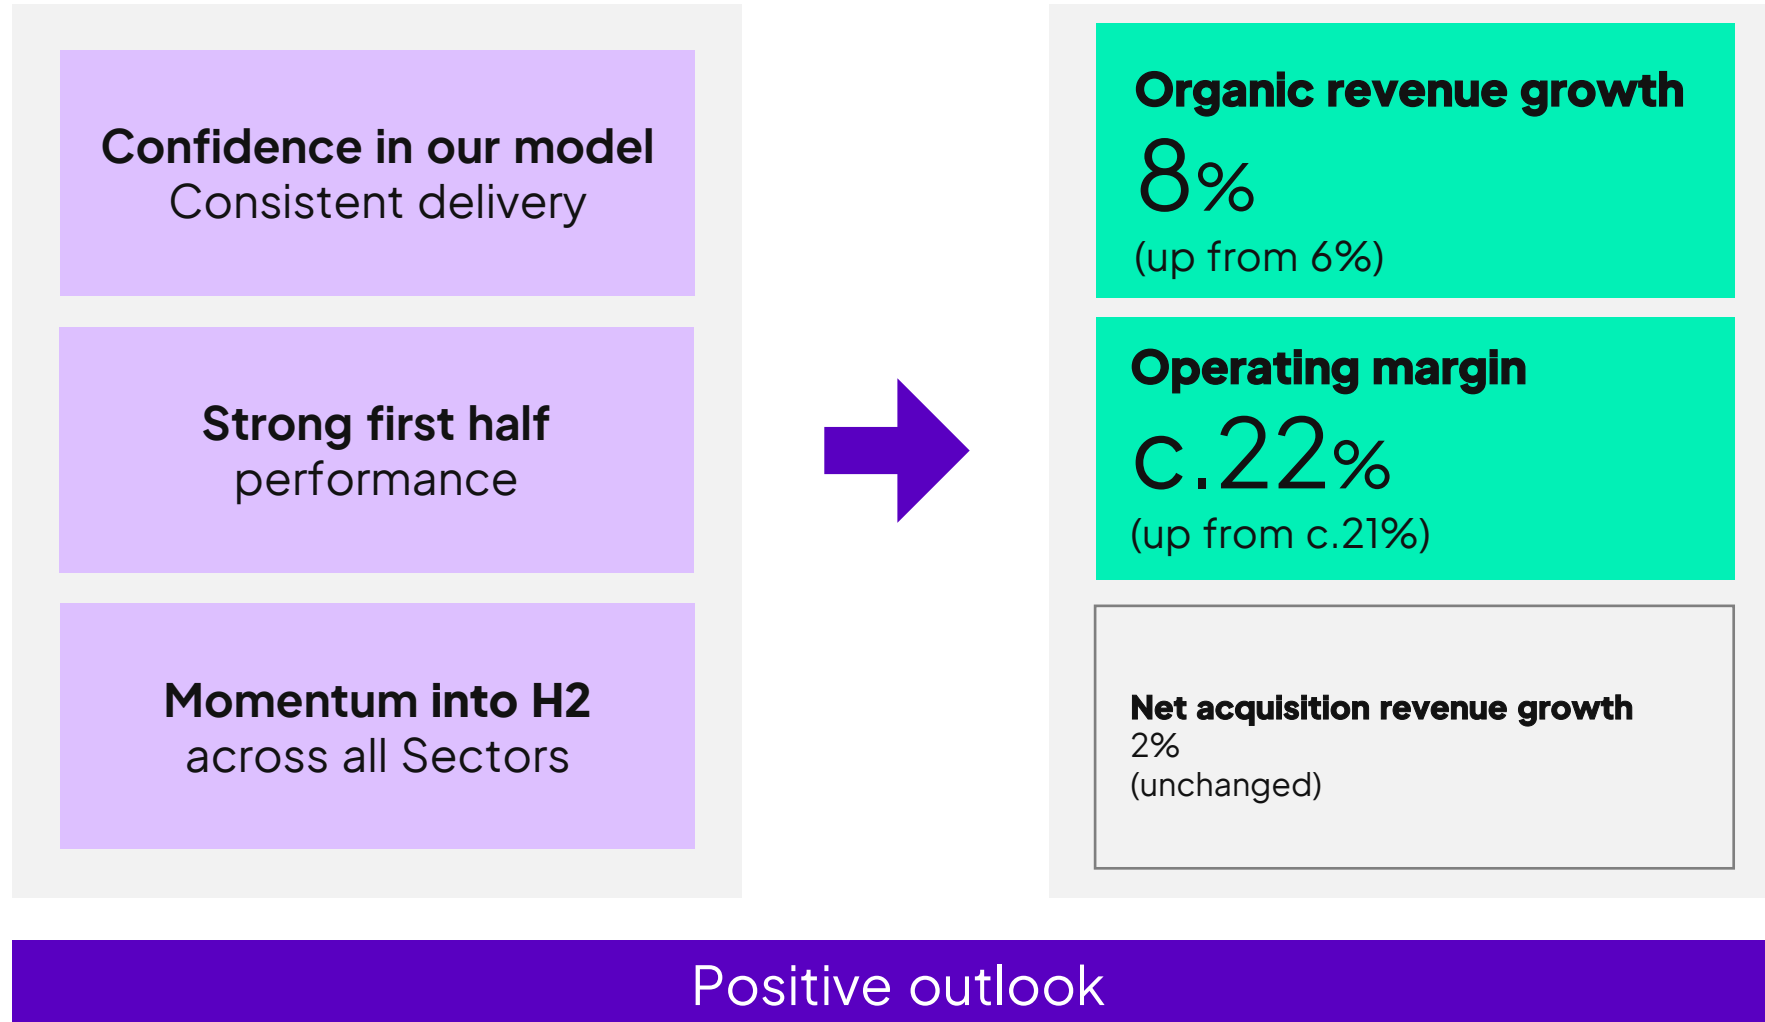 Confidence in our model
Consistent delivery
Strong first half
performance
Momentum into H2
across all Sectors
Organic revenue growth
8%
(up from 6%)
Operating margin
c.22%
(up from c.21%)
Net acquisition revenue growth
2%
(unchanged)
Positive outlook